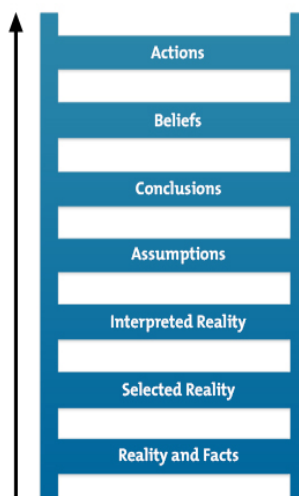 Actions
Beliefs
Conclusions
Assumptions
Interpreted Reality
Selected Reality
Reality and Facts